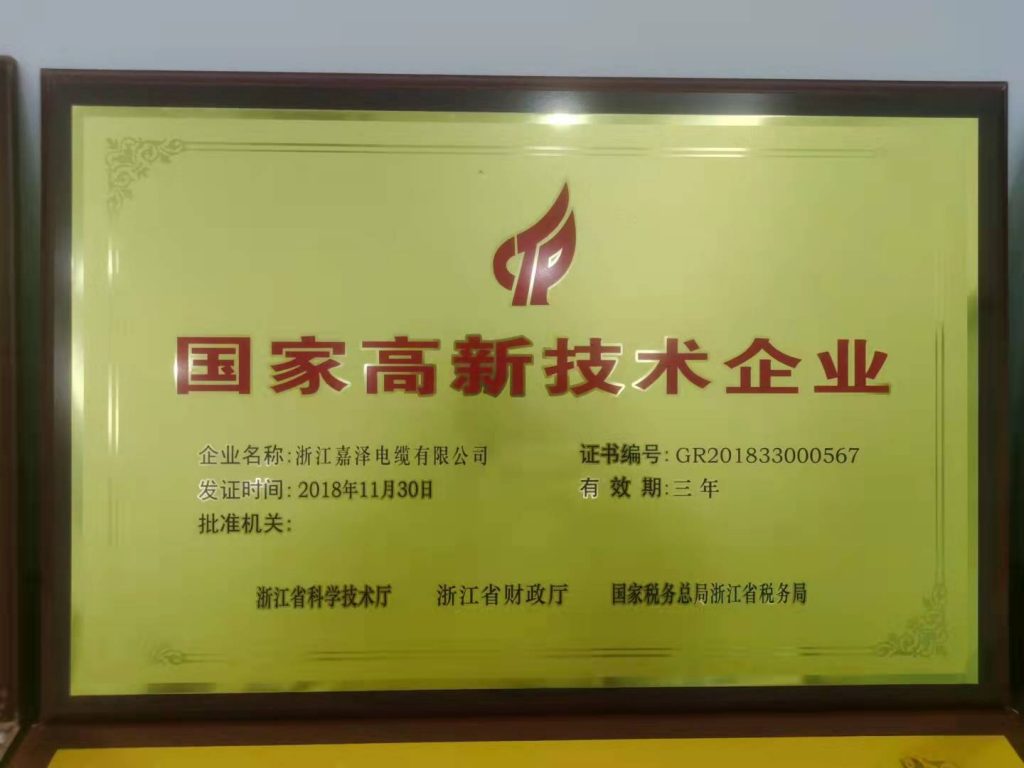 国家高新技术企业
企业名称:浙江嘉泽电缆有限公司 证书编号: GR201833000567
发证时间: 2018年11月30日 有 效 期:三 年
批准机关:
浙江省科学技术厅 浙江省财政厅 国家税务总局浙江省税务局